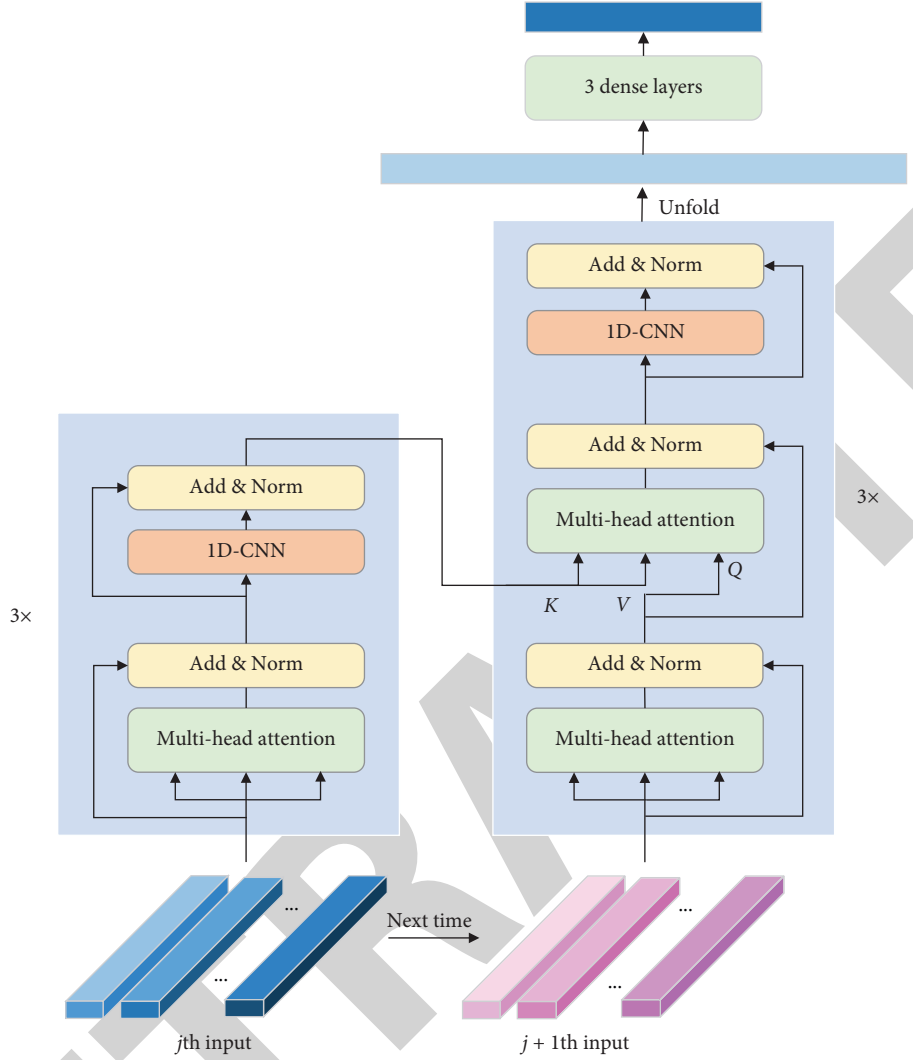 3 dense layers
Unfold
Add & Norm
1D-CNN
Add & Norm
Multi-head attention
K
V
Q
Add & Norm
Multi-head attention
3×
Add & Norm
1D-CNN
Add & Norm
Multi-head attention
3×
...
...
jth input
Next time
...
...
j + 1th input